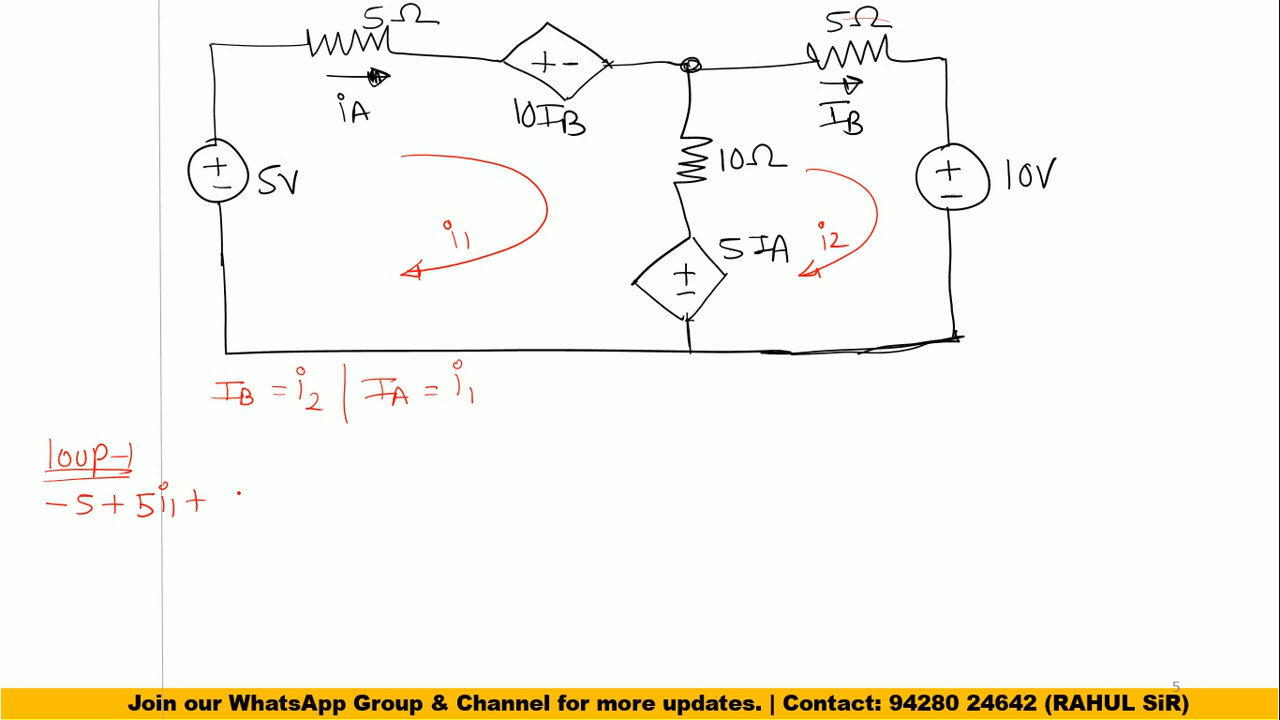 5Ω
5Ω
+ -
iA
10IB
IB
10Ω
+
-
5V
+
-
10V
i1
i2
5IA
+
-
IB = i2 | IA = i1
loop-1
-5 + 5i1 +
5
Join our WhatsApp Group & Channel for more updates. | Contact: 94280 24642 (RAHUL SiR)